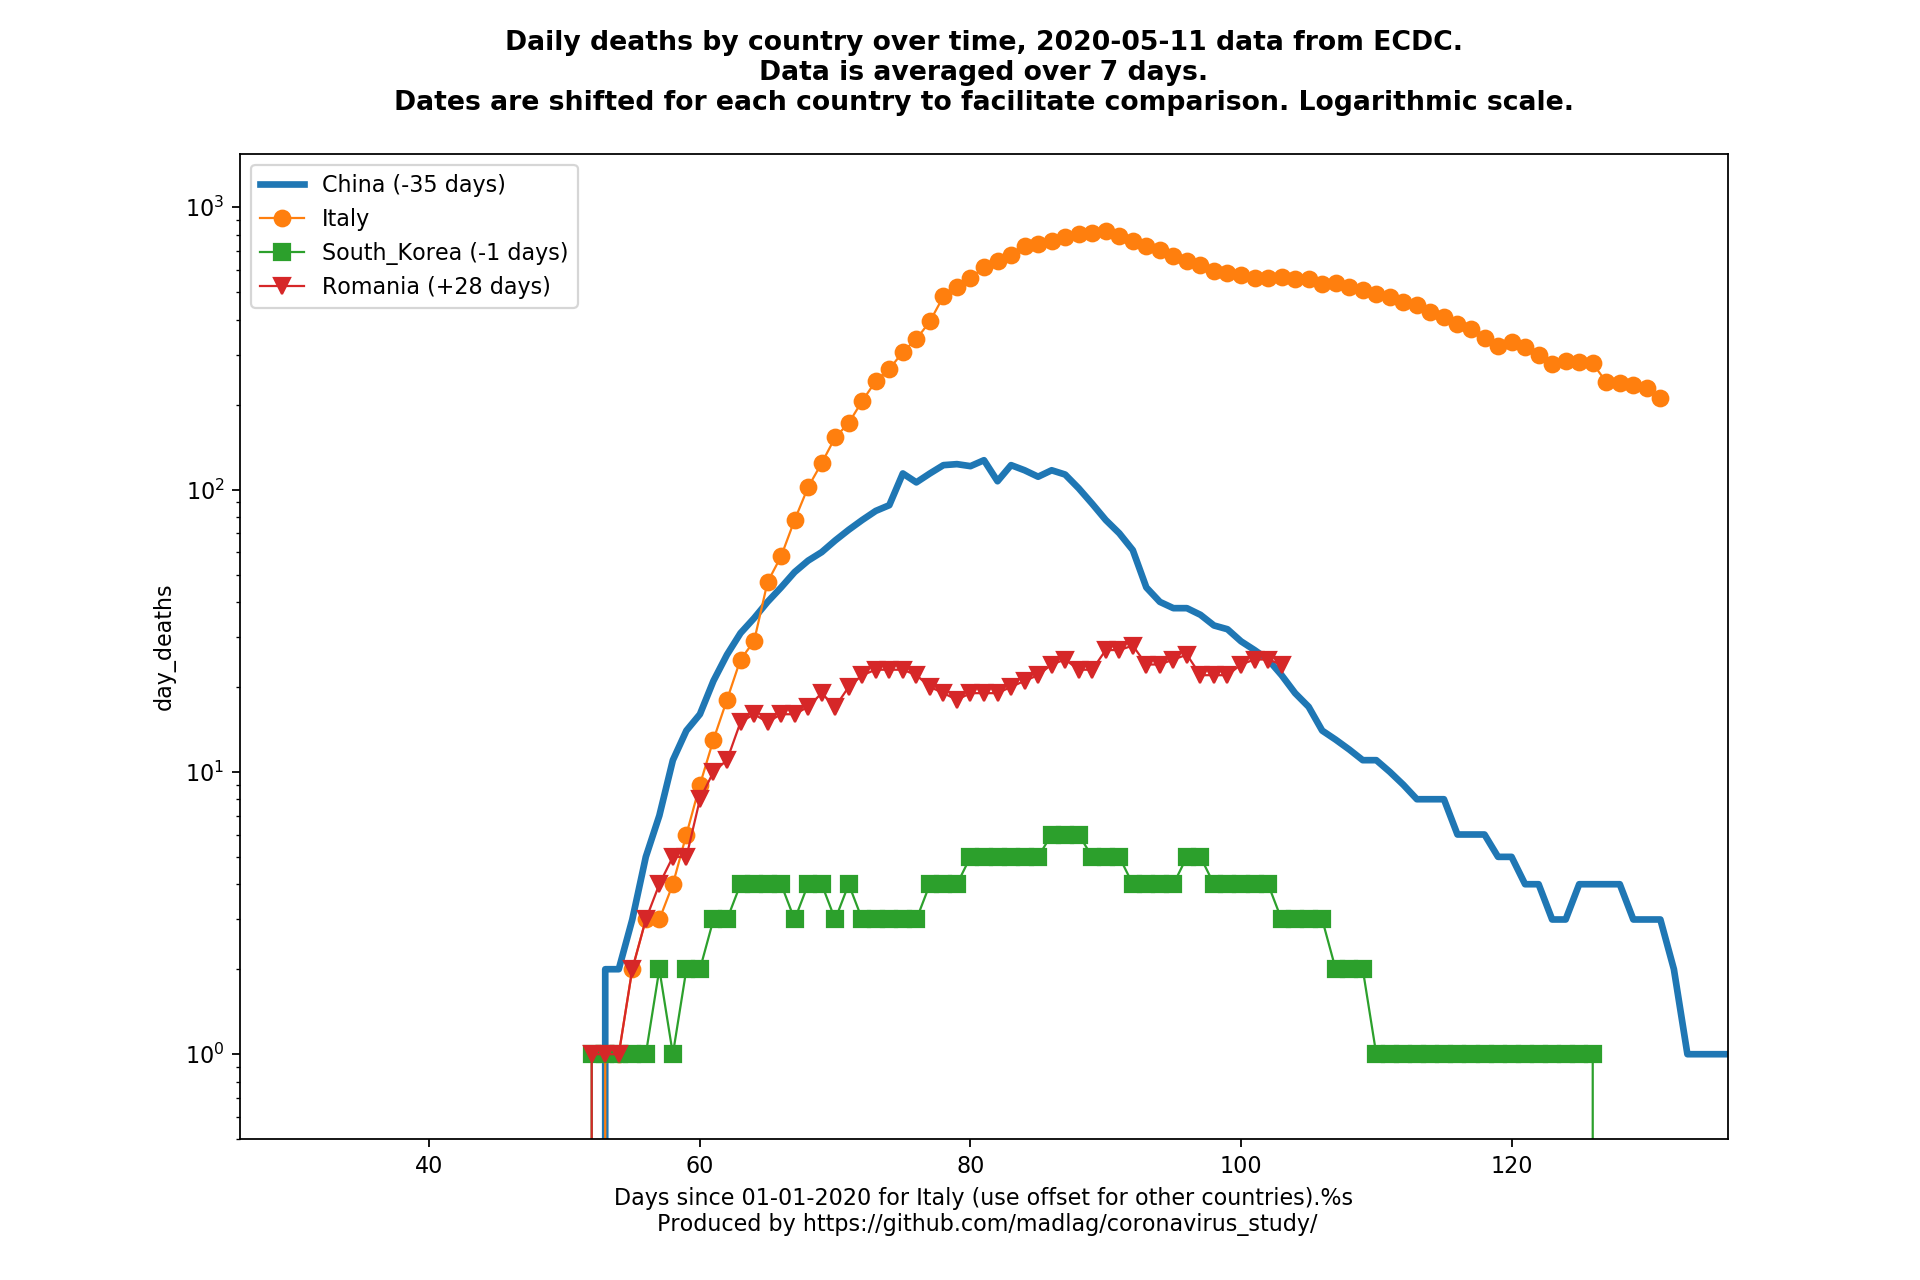 Daily deaths by country over time, 2020-05-11 data from ECDC.
Data is averaged over 7 days.
Dates are shifted for each country to facilitate comparison. Logarithmic scale.
China (-35 days)
Italy
South_Korea (-1 days)
Romania (+28 days)
10³
10²
10¹
10⁰
day_deaths
40 60 80 100 120
Days since 01-01-2020 for Italy (use offset for other countries).%s
Produced by https://github.com/madlag/coronavirus_study/